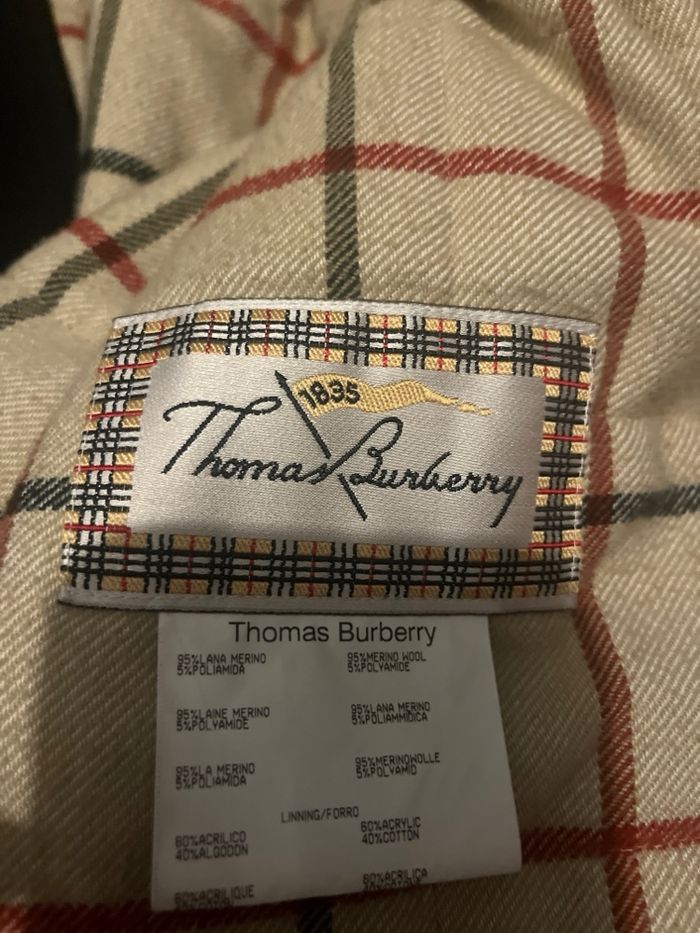 1835
Thomas Burberry
Thomas Burberry
95%LANA MERINO 95%MERINO WOOL
5%POLIAMIDA 5%POLYAMIDE
95%LAINE MERINO 95%LANA MERINO
5%POLYAMIDE 5%POLIAMMIDICA
95%LA MERINO 95%MERINOWOLLE
5%POLIAMIDA 5%POLYAMID
LINNING/FORRO
60%ACRILICO 60%ACRYLIC
40%ALGODON 40%COTTON
60%ACRILIQUE 60%ACRILICA